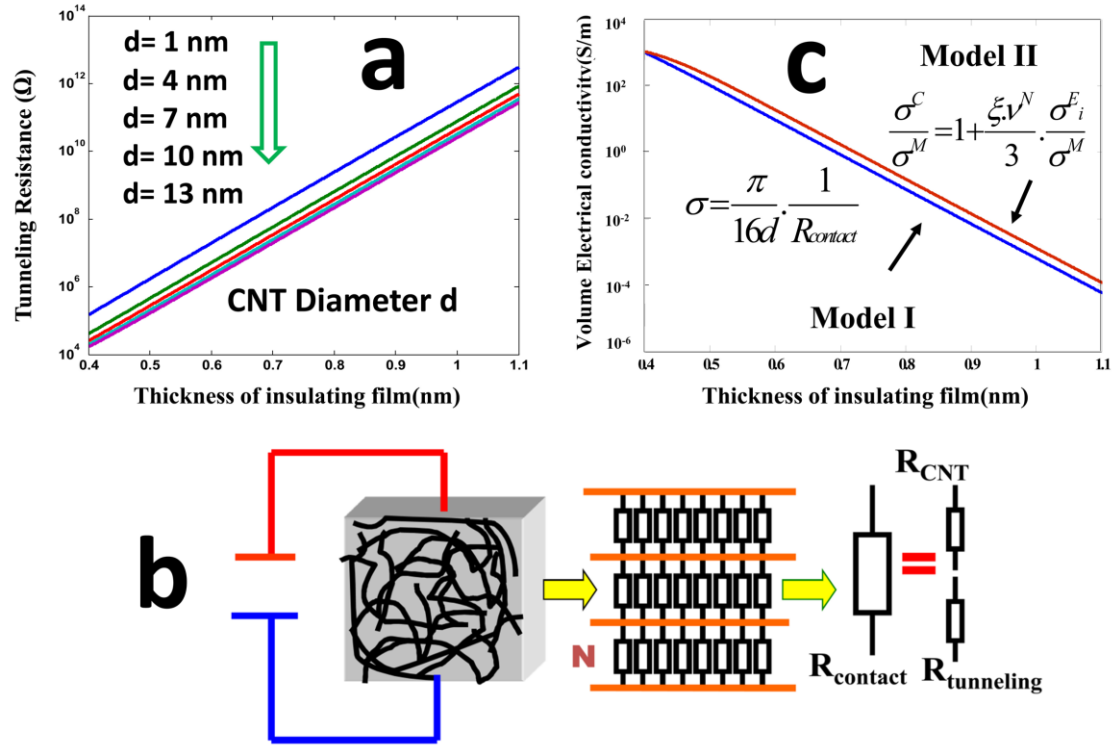 a
Tunneling Resistance (Ω)
10^14
10^12
10^10
10^8
10^6
10^4
d= 1 nm
d= 4 nm
d= 7 nm
d= 10 nm
d= 13 nm
CNT Diameter d
0.4 0.5 0.6 0.7 0.8 0.9 1 1.1
Thickness of insulating film(nm)
c
Volume Electrical conductivitv(S/m)
10^4
10^2
10^0
10^-2
10^-4
10^-6
Model II
σ^C/σ^M=1+ξ.ν^N/3.σ^E_i/σ^M
σ=π/16d.1/Rcontact
Model I
0.4 0.5 0.6 0.7 0.8 0.9 1 1.1
Thickness of insulating film(nm)
b
N
R_CNT
=
R_contact
R_tunneling